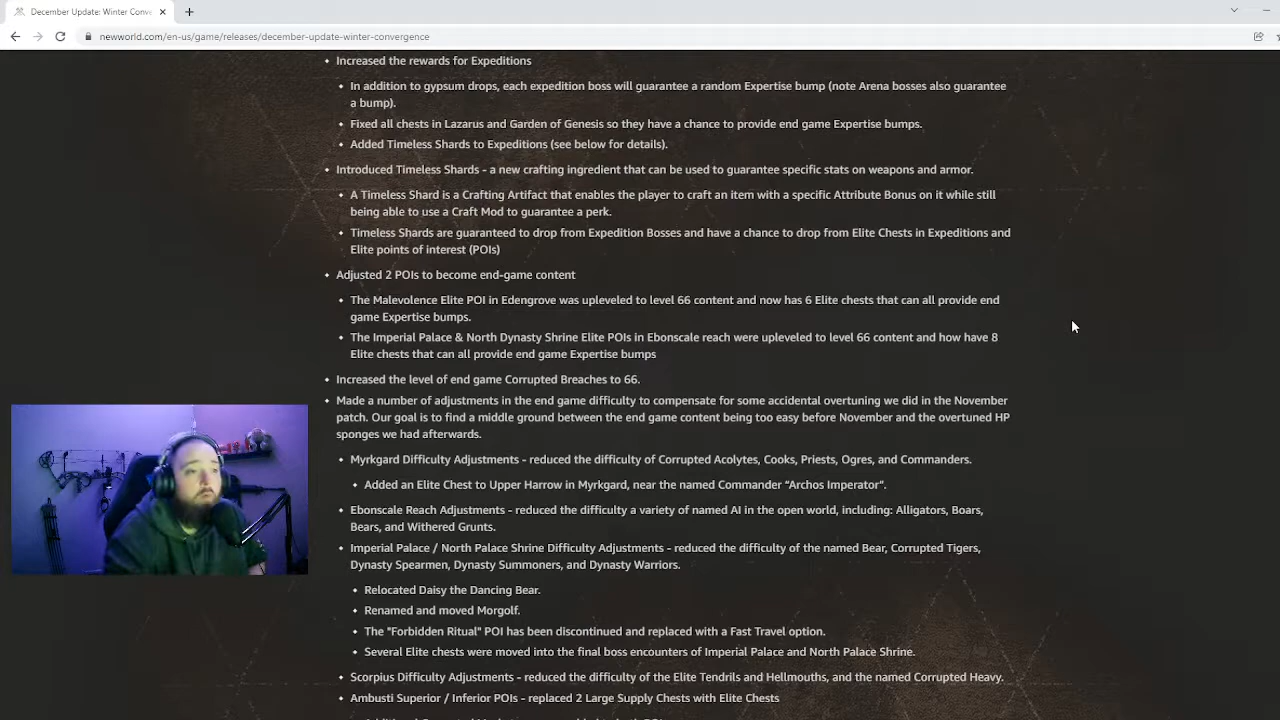 December Update: Winter Conve
newworld.com/en-us/game/releases/december-update-winter-convergence
Increased the rewards for Expeditions
In addition to gypsum drops, each expedition boss will guarantee a random Expertise bump (note Arena bosses also guarantee
a bump).
Fixed all chests in Lazarus and Garden of Genesis so they have a chance to provide end game Expertise bumps.
Added Timeless Shards to Expeditions (see below for details).
Introduced Timeless Shards - a new crafting ingredient that can be used to guarantee specific stats on weapons and armor.
A Timeless Shard is a Crafting Artifact that enables the player to craft an item with a specific Attribute Bonus on it while still
being able to use a Craft Mod to guarantee a perk.
Timeless Shards are guaranteed to drop from Expedition Bosses and have a chance to drop from Elite Chests in Expeditions and
Elite points of interest (POIs)
Adjusted 2 POIs to become end-game content
The Malevolence Elite POI in Edengrove was upleveled to level 66 content and now has 6 Elite chests that can all provide end
game Expertise bumps.
The Imperial Palace & North Dynasty Shrine Elite POIs in Ebonscale reach were upleveled to level 66 content and how have 8
Elite chests that can all provide end game Expertise bumps
Increased the level of end game Corrupted Breaches to 66.
Made a number of adjustments in the end game difficulty to compensate for some accidental overtuning we did in the November
patch. Our goal is to find a middle ground between the end game content being too easy before November and the overtuned HP
sponges we had afterwards.
Myrkgard Difficulty Adjustments - reduced the difficulty of Corrupted Acolytes, Cooks, Priests, Ogres, and Commanders.
Added an Elite Chest to Upper Harrow in Myrkgard, near the named Commander “Archos Imperator”.
Ebonscale Reach Adjustments - reduced the difficulty a variety of named AI in the open world, including: Alligators, Boars,
Bears, and Withered Grunts.
Imperial Palace / North Palace Shrine Difficulty Adjustments - reduced the difficulty of the named Bear, Corrupted Tigers,
Dynasty Spearmen, Dynasty Summoners, and Dynasty Warriors.
Relocated Daisy the Dancing Bear.
Renamed and moved Morgolf.
The "Forbidden Ritual" POI has been discontinued and replaced with a Fast Travel option.
Several Elite chests were moved into the final boss encounters of Imperial Palace and North Palace Shrine.
Scorpius Difficulty Adjustments - reduced the difficulty of the Elite Tendrils and Hellmouths, and the named Corrupted Heavy.
Ambusti Superior / Inferior POIs - replaced 2 Large Supply Chests with Elite Chests